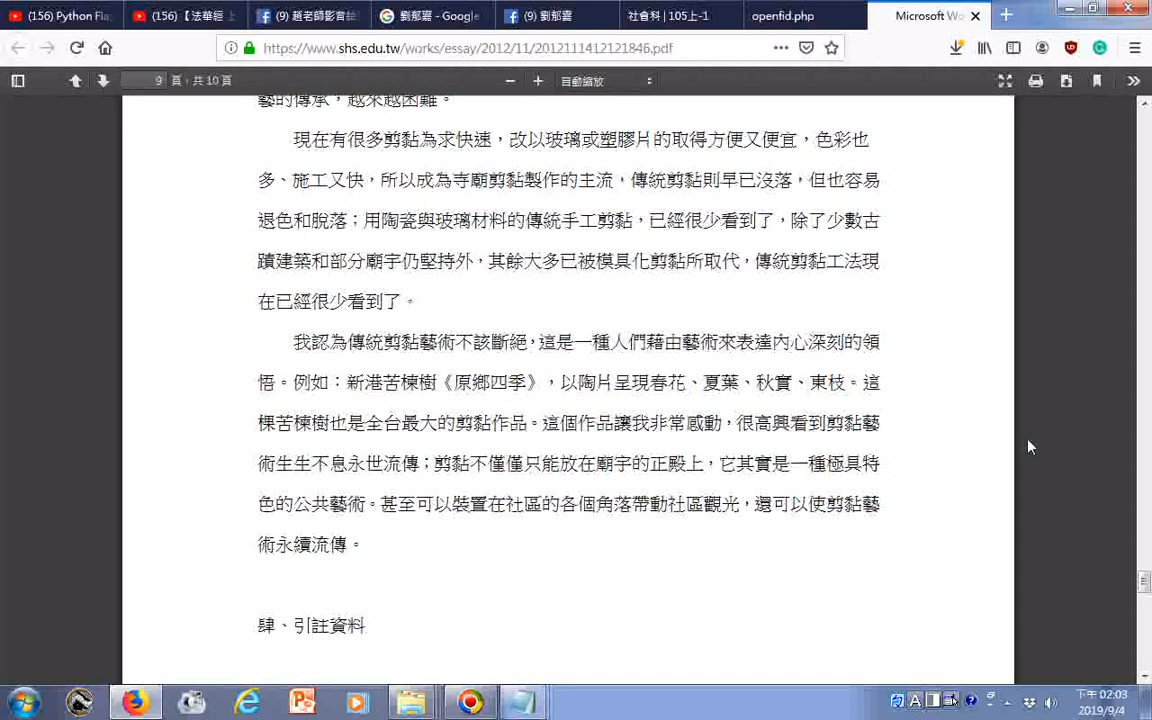 (156) Python Fla
(156)【法華經 上
(9) 趙老師影音結
劉郁嘉 - Google
(9) 劉郁嘉
社會科 | 105上-1
openfid.php
Microsoft Wo
https://www.shs.edu.tw/works/essay/2012/11/2012111412121846.pdf
9 頁，共 10 頁
自動縮放
藝的傳承，越來越困難。
現在有很多剪黏為求快速，改以玻璃或塑膠片的取得方便又便宜，色彩也
多、施工又快，所以成為寺廟剪黏製作的主流，傳統剪黏則早已沒落，但也容易
退色和脫落；用陶瓷與玻璃材料的傳統手工剪黏，已經很少看到了，除了少數古
蹟建築和部分廟宇仍堅持外，其餘大多已被模具化剪黏所取代，傳統剪黏工法現
在已經很少看到了。
我認為傳統剪黏藝術不該斷絕，這是一種人們藉由藝術來表達內心深刻的領
悟。例如：新港苦楝樹《原鄉四季》，以陶片呈現春花、夏葉、秋實、東枝。這
棵苦楝樹也是全台最大的剪黏作品。這個作品讓我非常感動，很高興看到剪黏藝
術生生不息永世流傳；剪黏不僅僅只能放在廟宇的正殿上，它其實是一種極具特
色的公共藝術。甚至可以裝置在社區的各個角落帶動社區觀光，還可以使剪黏藝
術永續流傳。
肆、引註資料
下午 02:03
2019/9/4